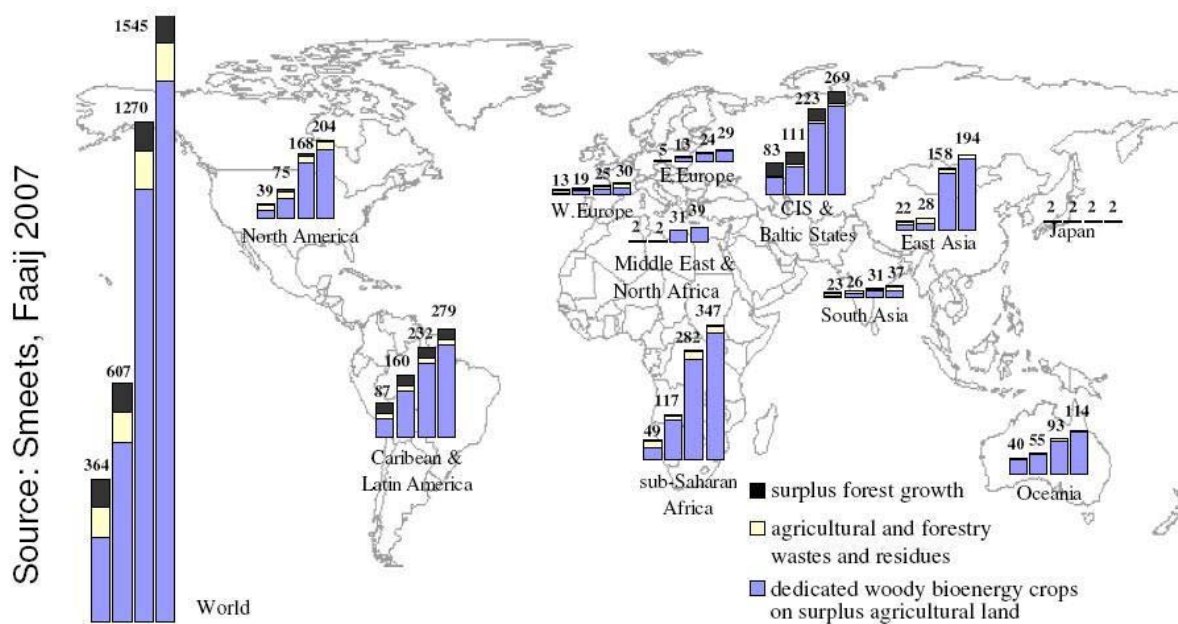 Source: Smeets, Faaij 2007
1545
1270
607
364
World
39
75
168
204
North America
87
160
232
279
Caribean &
Latin America
13 19 25 30
W.Europe
5 13 24 29
E.Europe
83
111
223
269
CIS &
Baltic States
2 2 31 39
Middle East &
North Africa
49
117
282
347
sub-Saharan
Africa
22
28
158
194
East Asia
2 2 2 2
Japan
23 26 31 37
South Asia
40
55
93
114
Oceania
surplus forest growth
agricultural and forestry
wastes and residues
dedicated woody bioenergy crops
on surplus agricultural land